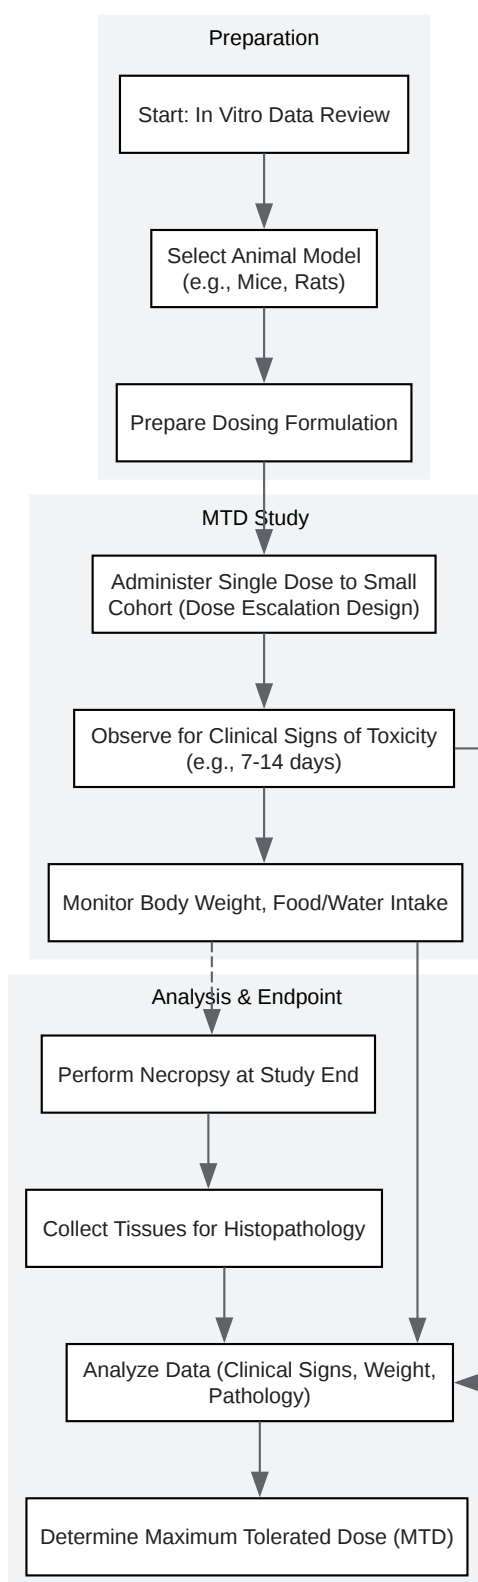 Preparation
Start: In Vitro Data Review
Select Animal Model
(e.g., Mice, Rats)
Prepare Dosing Formulation
MTD Study
Administer Single Dose to Small
Cohort (Dose Escalation Design)
Observe for Clinical Signs of Toxicity
(e.g., 7-14 days)
Monitor Body Weight, Food/Water Intake
Analysis & Endpoint
Perform Necropsy at Study End
Collect Tissues for Histopathology
Analyze Data (Clinical Signs, Weight,
Pathology)
Determine Maximum Tolerated Dose (MTD)